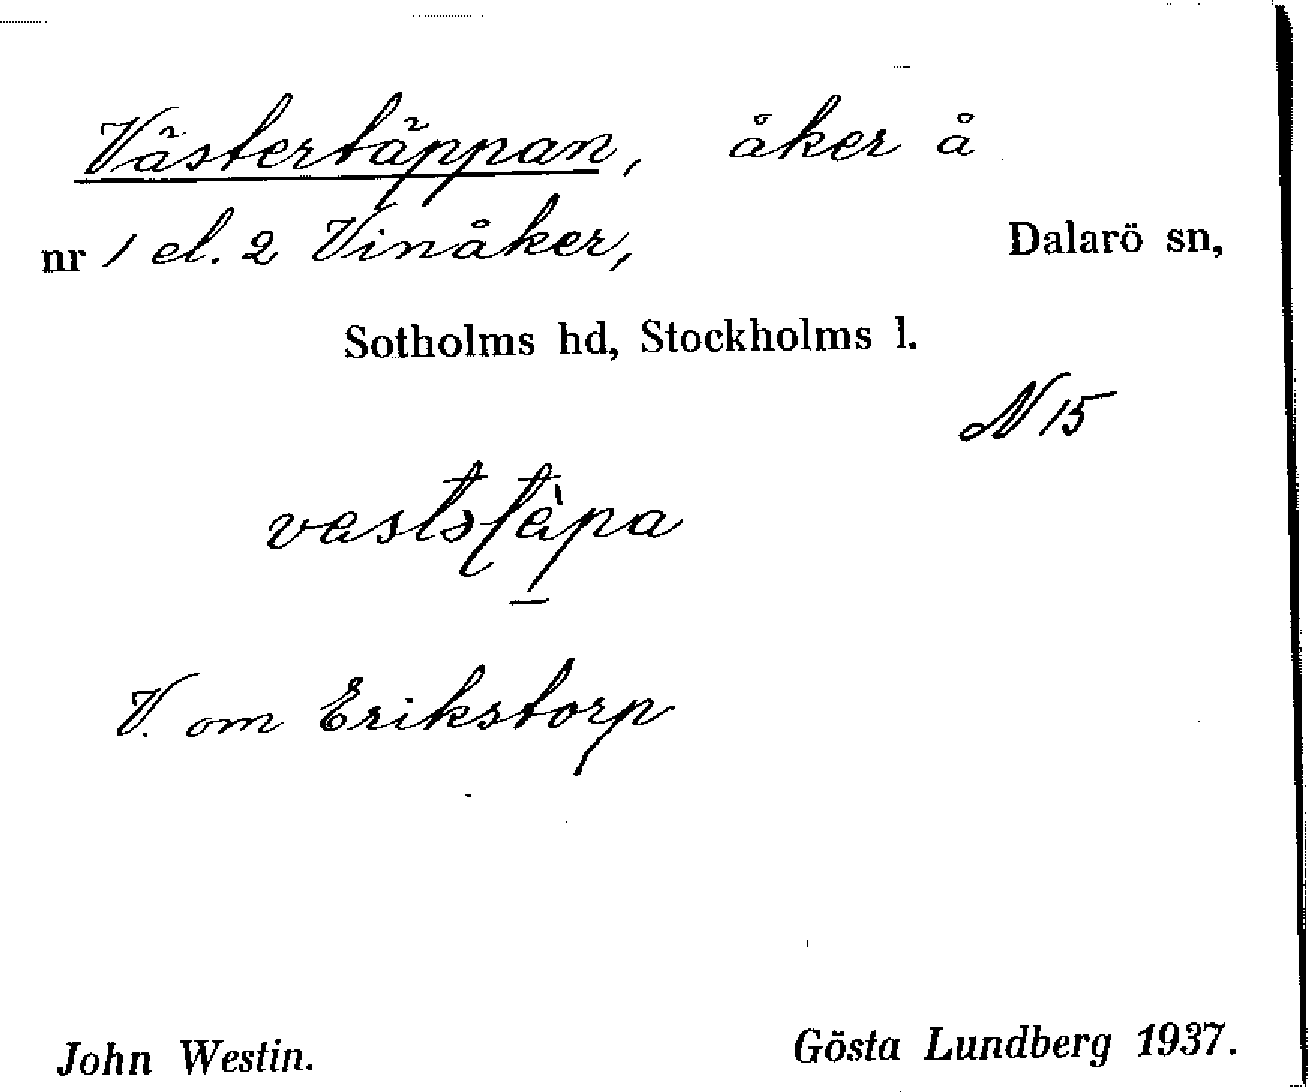 Västertäppan, åker å
nr 1 el. 2 Vinåker, Dalarö sn,
Sotholms hd, Stockholms l.
N 15
V. om Erikstorp
John Westin. Gösta Lundberg 1937.